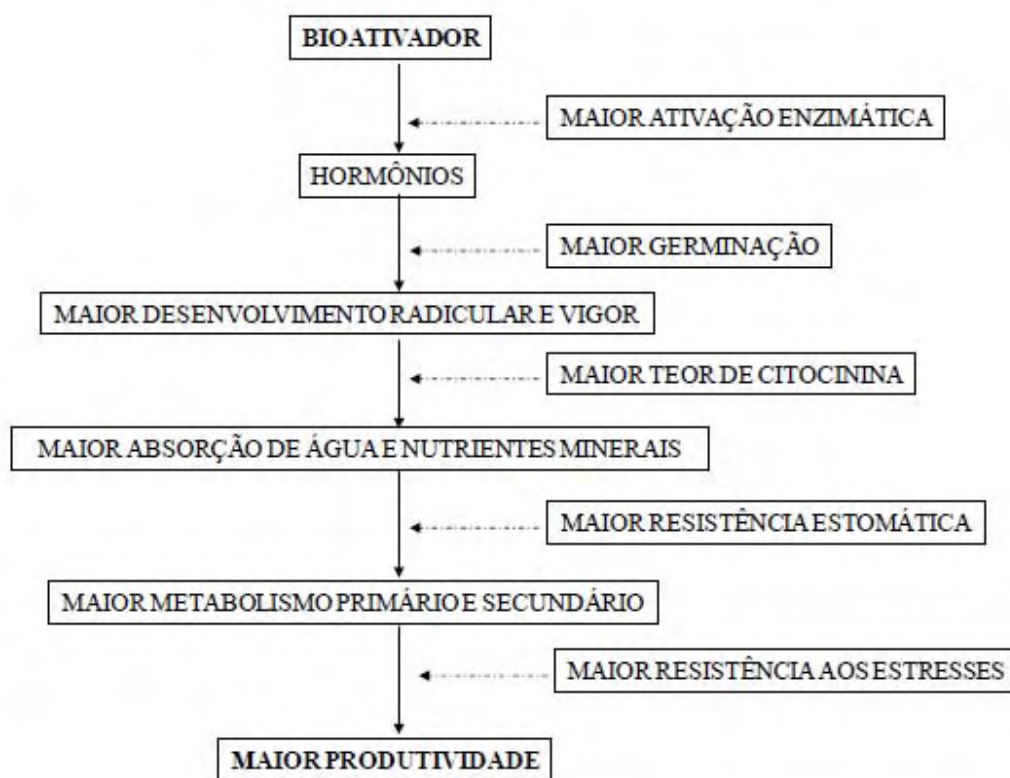 BIOATIVADOR
MAIOR ATIVAÇÃO ENZIMÁTICA
HORMÔNIOS
MAIOR GERMINAÇÃO
MAIOR DESENVOLVIMENTO RADICULAR E VIGOR
MAIOR TEOR DE CITOCININA
MAIOR ABSORÇÃO DE ÁGUA E NUTRIENTES MINERAIS
MAIOR RESISTÊNCIA ESTOMÁTICA
MAIOR METABOLISMO PRIMÁRIO E SECUNDÁRIO
MAIOR RESISTÊNCIA AOS ESTRESSES
MAIOR PRODUTIVIDADE